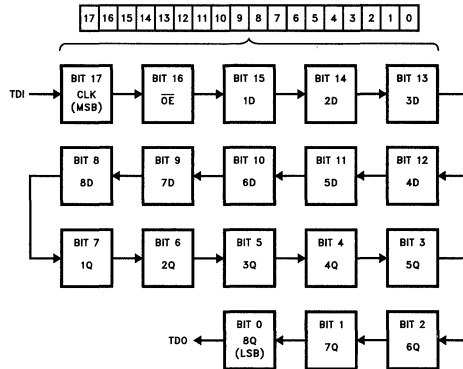 17 16 15 14 13 12 11 10 9 8 7 6 5 4 3 2 1 0
TDI
BIT 17
CLK
(MSB)
BIT 16
OE
BIT 15
1D
BIT 14
2D
BIT 13
3D
BIT 8
8D
BIT 9
7D
BIT 10
6D
BIT 11
5D
BIT 12
4D
BIT 7
1Q
BIT 6
2Q
BIT 5
3Q
BIT 4
4Q
BIT 3
5Q
TDO
BIT 0
8Q
(LSB)
BIT 1
7Q
BIT 2
6Q